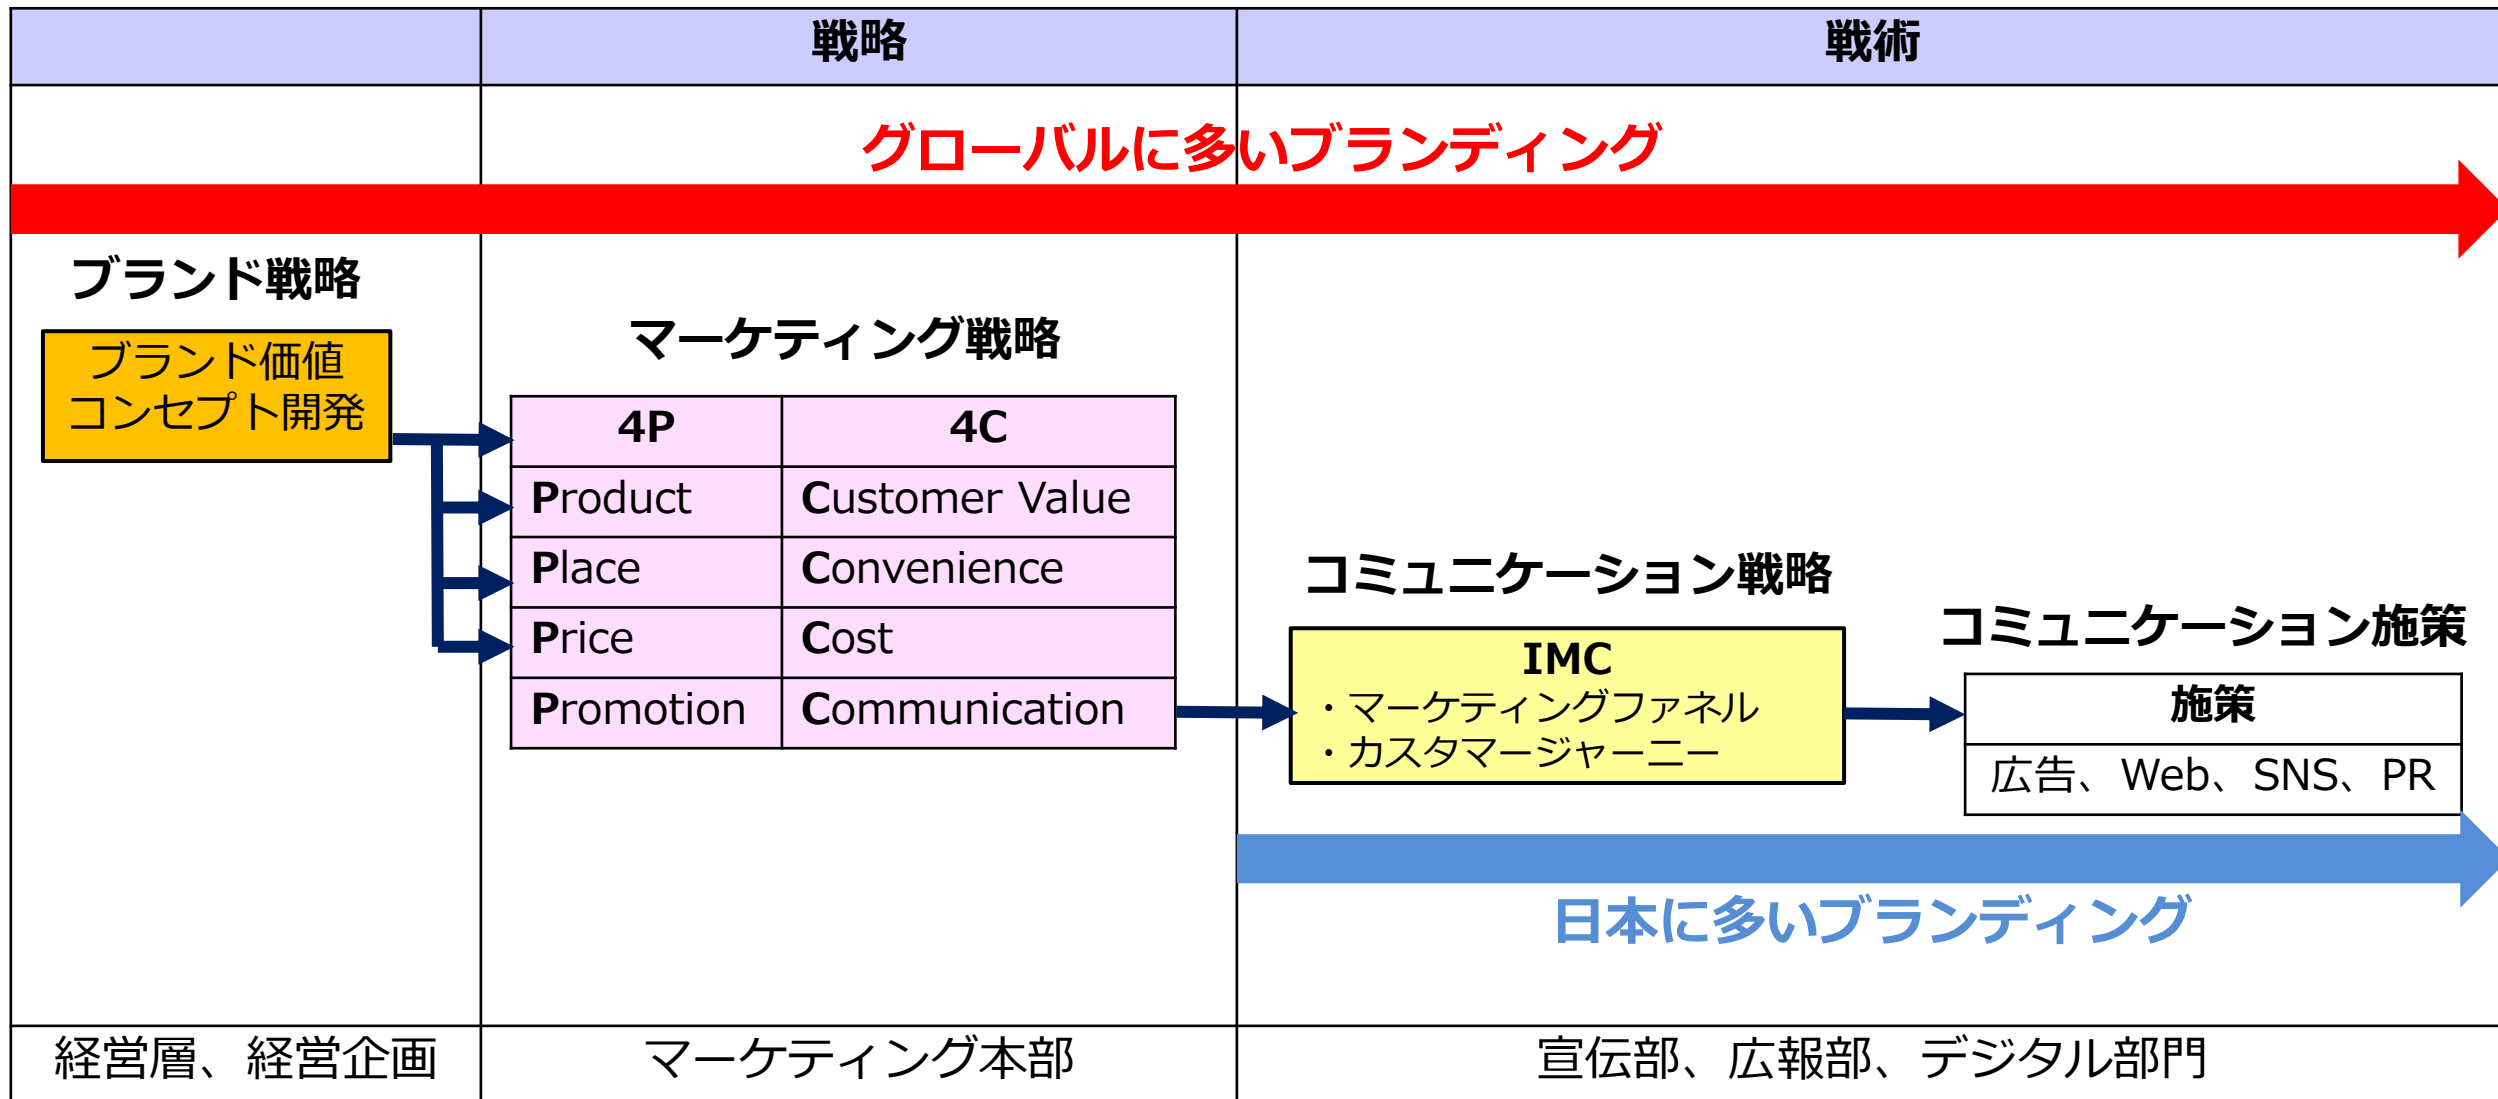 戦略
戦術
グローバルに多いブランディング
ブランド戦略
ブランド価値
コンセプト開発
マーケティング戦略
4P 4C
Product Customer Value
Place Convenience
Price Cost
Promotion Communication
コミュニケーション戦略
IMC
・マーケティングファネル
・カスタマージャーニー
コミュニケーション施策
施策
広告、Web、SNS、PR
日本に多いブランディング
経営層、経営企画
マーケティング本部
宣伝部、広報部、デジタル部門